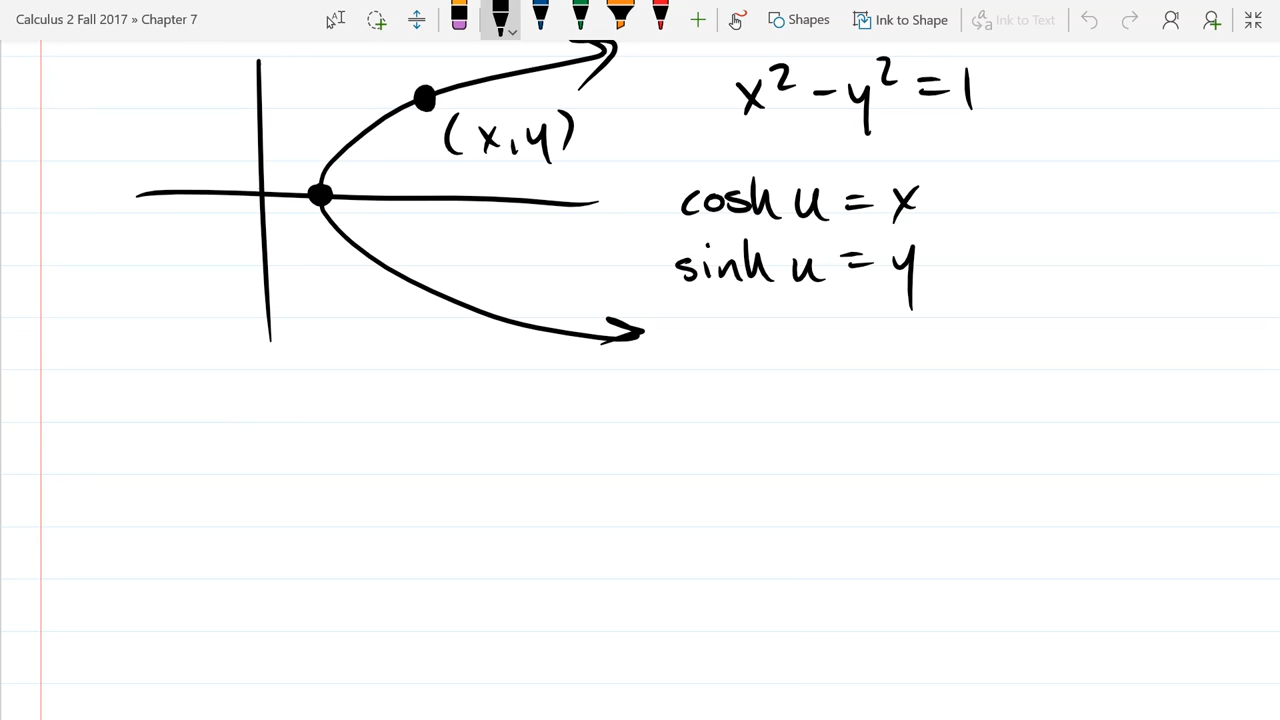 Calculus 2 Fall 2017 » Chapter 7
Shapes
Ink to Shape
Ink to Text
x² - y² = 1
(x, y)
cosh u = x
sinh u = y